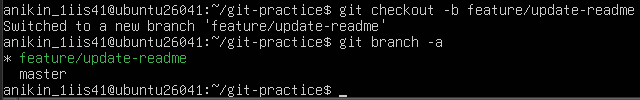 anikin_1iis41@ubuntu26041:~/git-practice$ git checkout -b feature/update-readme
Switched to a new branch 'feature/update-readme'
anikin_1iis41@ubuntu26041:~/git-practice$ git branch -a
* feature/update-readme
  master
anikin_1iis41@ubuntu26041:~/git-practice$ _